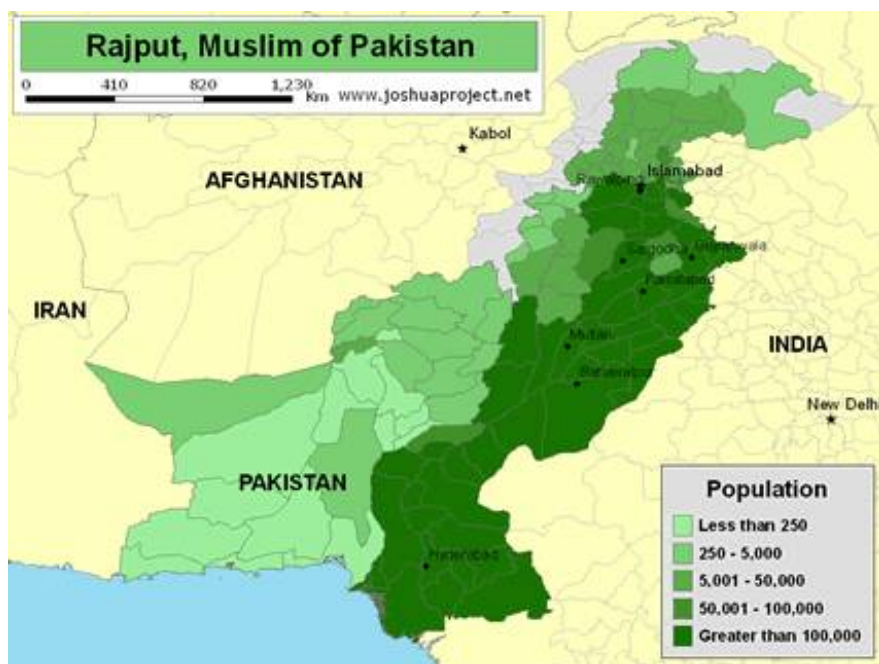 Rajput, Muslim of Pakistan
0 410 820 1,230
Km www.joshuaproject.net
Kabol
AFGHANISTAN
Islamabad
IRAN
Sargodha
Faisalabad
Multan
INDIA
Bahawalpur
New Delh
PAKISTAN
Hyderabad
Population
Less than 250
250 - 5,000
5,001 - 50,000
50,001 - 100,000
Greater than 100,000